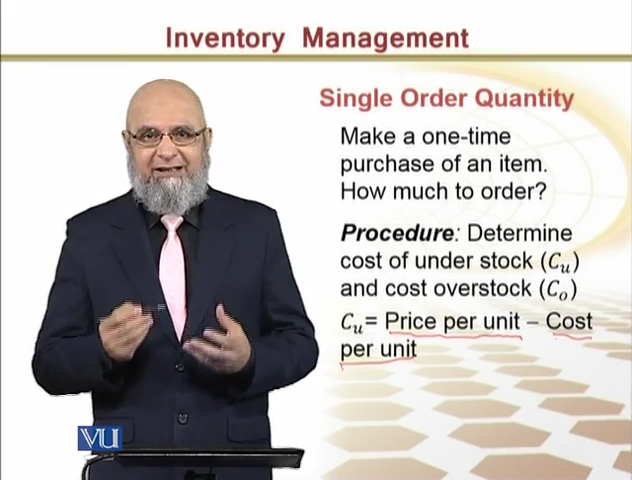 Inventory Management
Single Order Quantity
Make a one-time
purchase of an item.
How much to order?
Procedure: Determine
cost of under stock (Cu)
and cost overstock (Co)
Cu= Price per unit – Cost
per unit
VU